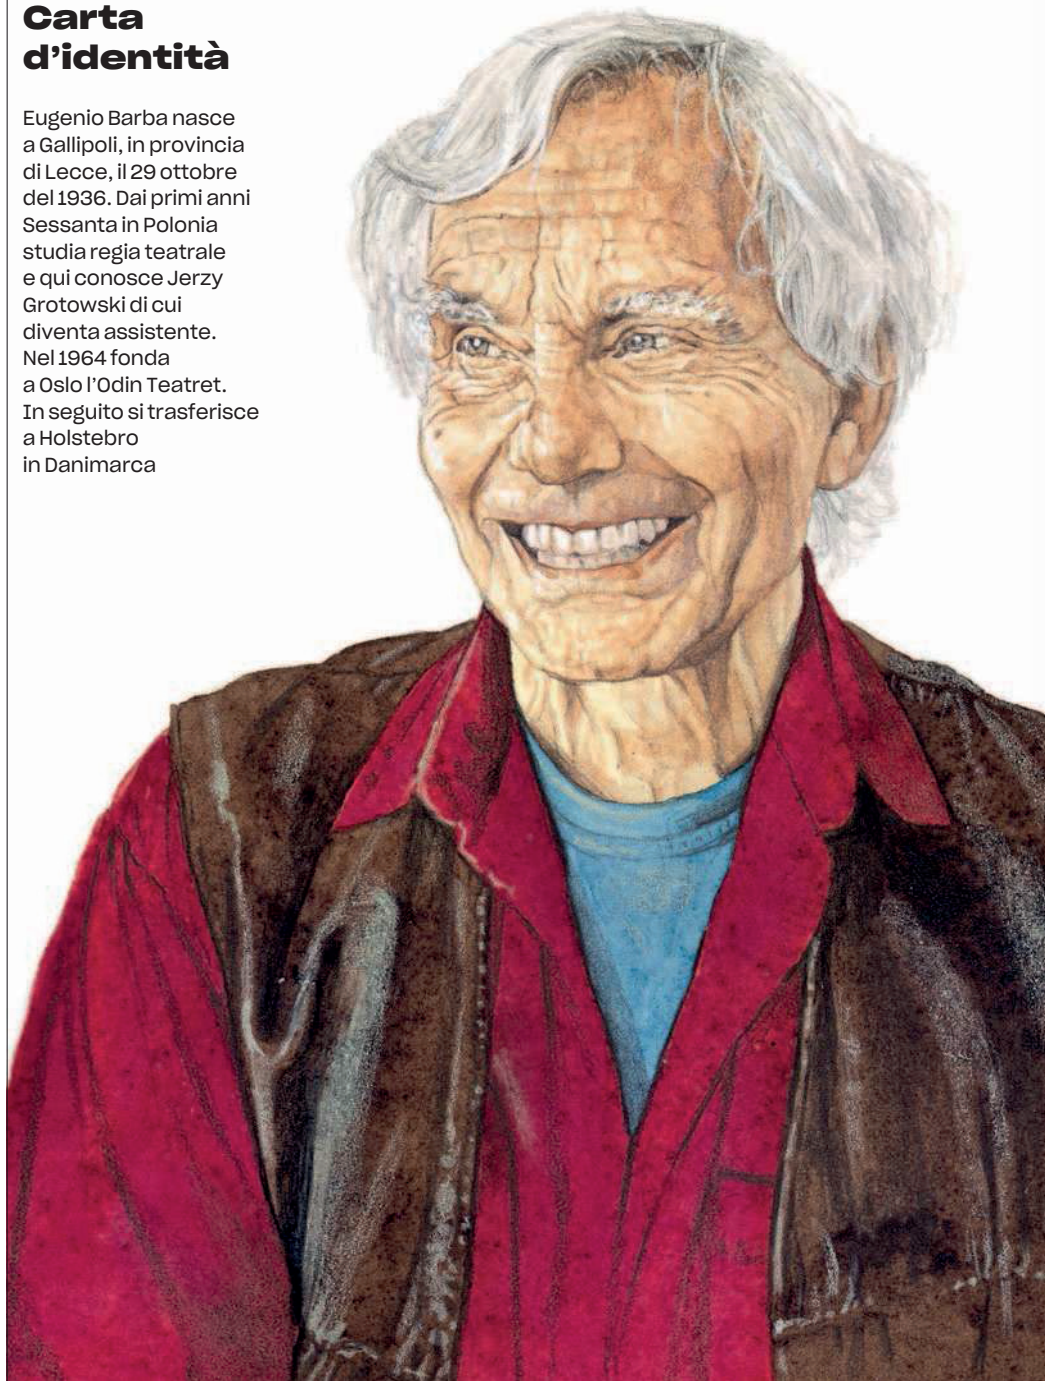 Carta
d’identità
Eugenio Barba nasce
a Gallipoli, in provincia
di Lecce, il 29 ottobre
del 1936. Dai primi anni
Sessanta in Polonia
studia regia teatrale
e qui conosce Jerzy
Grotowski di cui
diventa assistente.
Nel 1964 fonda
a Oslo l’Odin Teatret.
In seguito si trasferisce
a Holstebro
in Danimarca